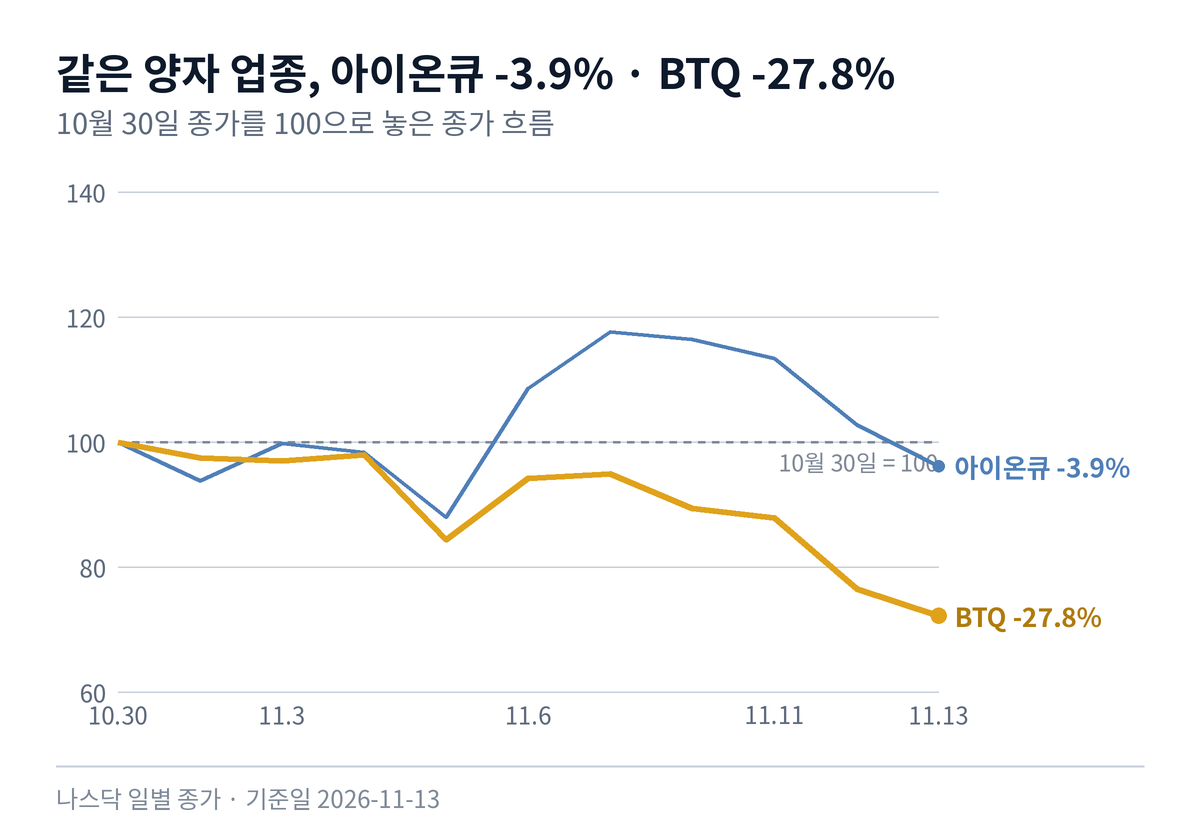 같은 양자 업종, 아이온큐 -3.9% · BTQ -27.8%
10월 30일 종가를 100으로 놓은 종가 흐름
140
120
100
10월 30일 = 100
아이온큐 -3.9%
80
BTQ -27.8%
60
10.30
11.3
11.6
11.11
11.13
나스닥 일별 종가 · 기준일 2026-11-13